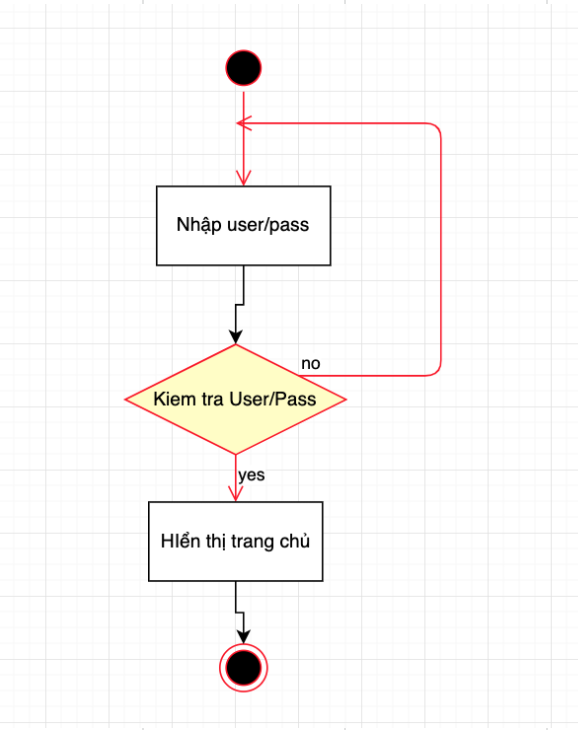 Nhập user/pass
no
Kiem tra User/Pass
yes
HIển thị trang chủ